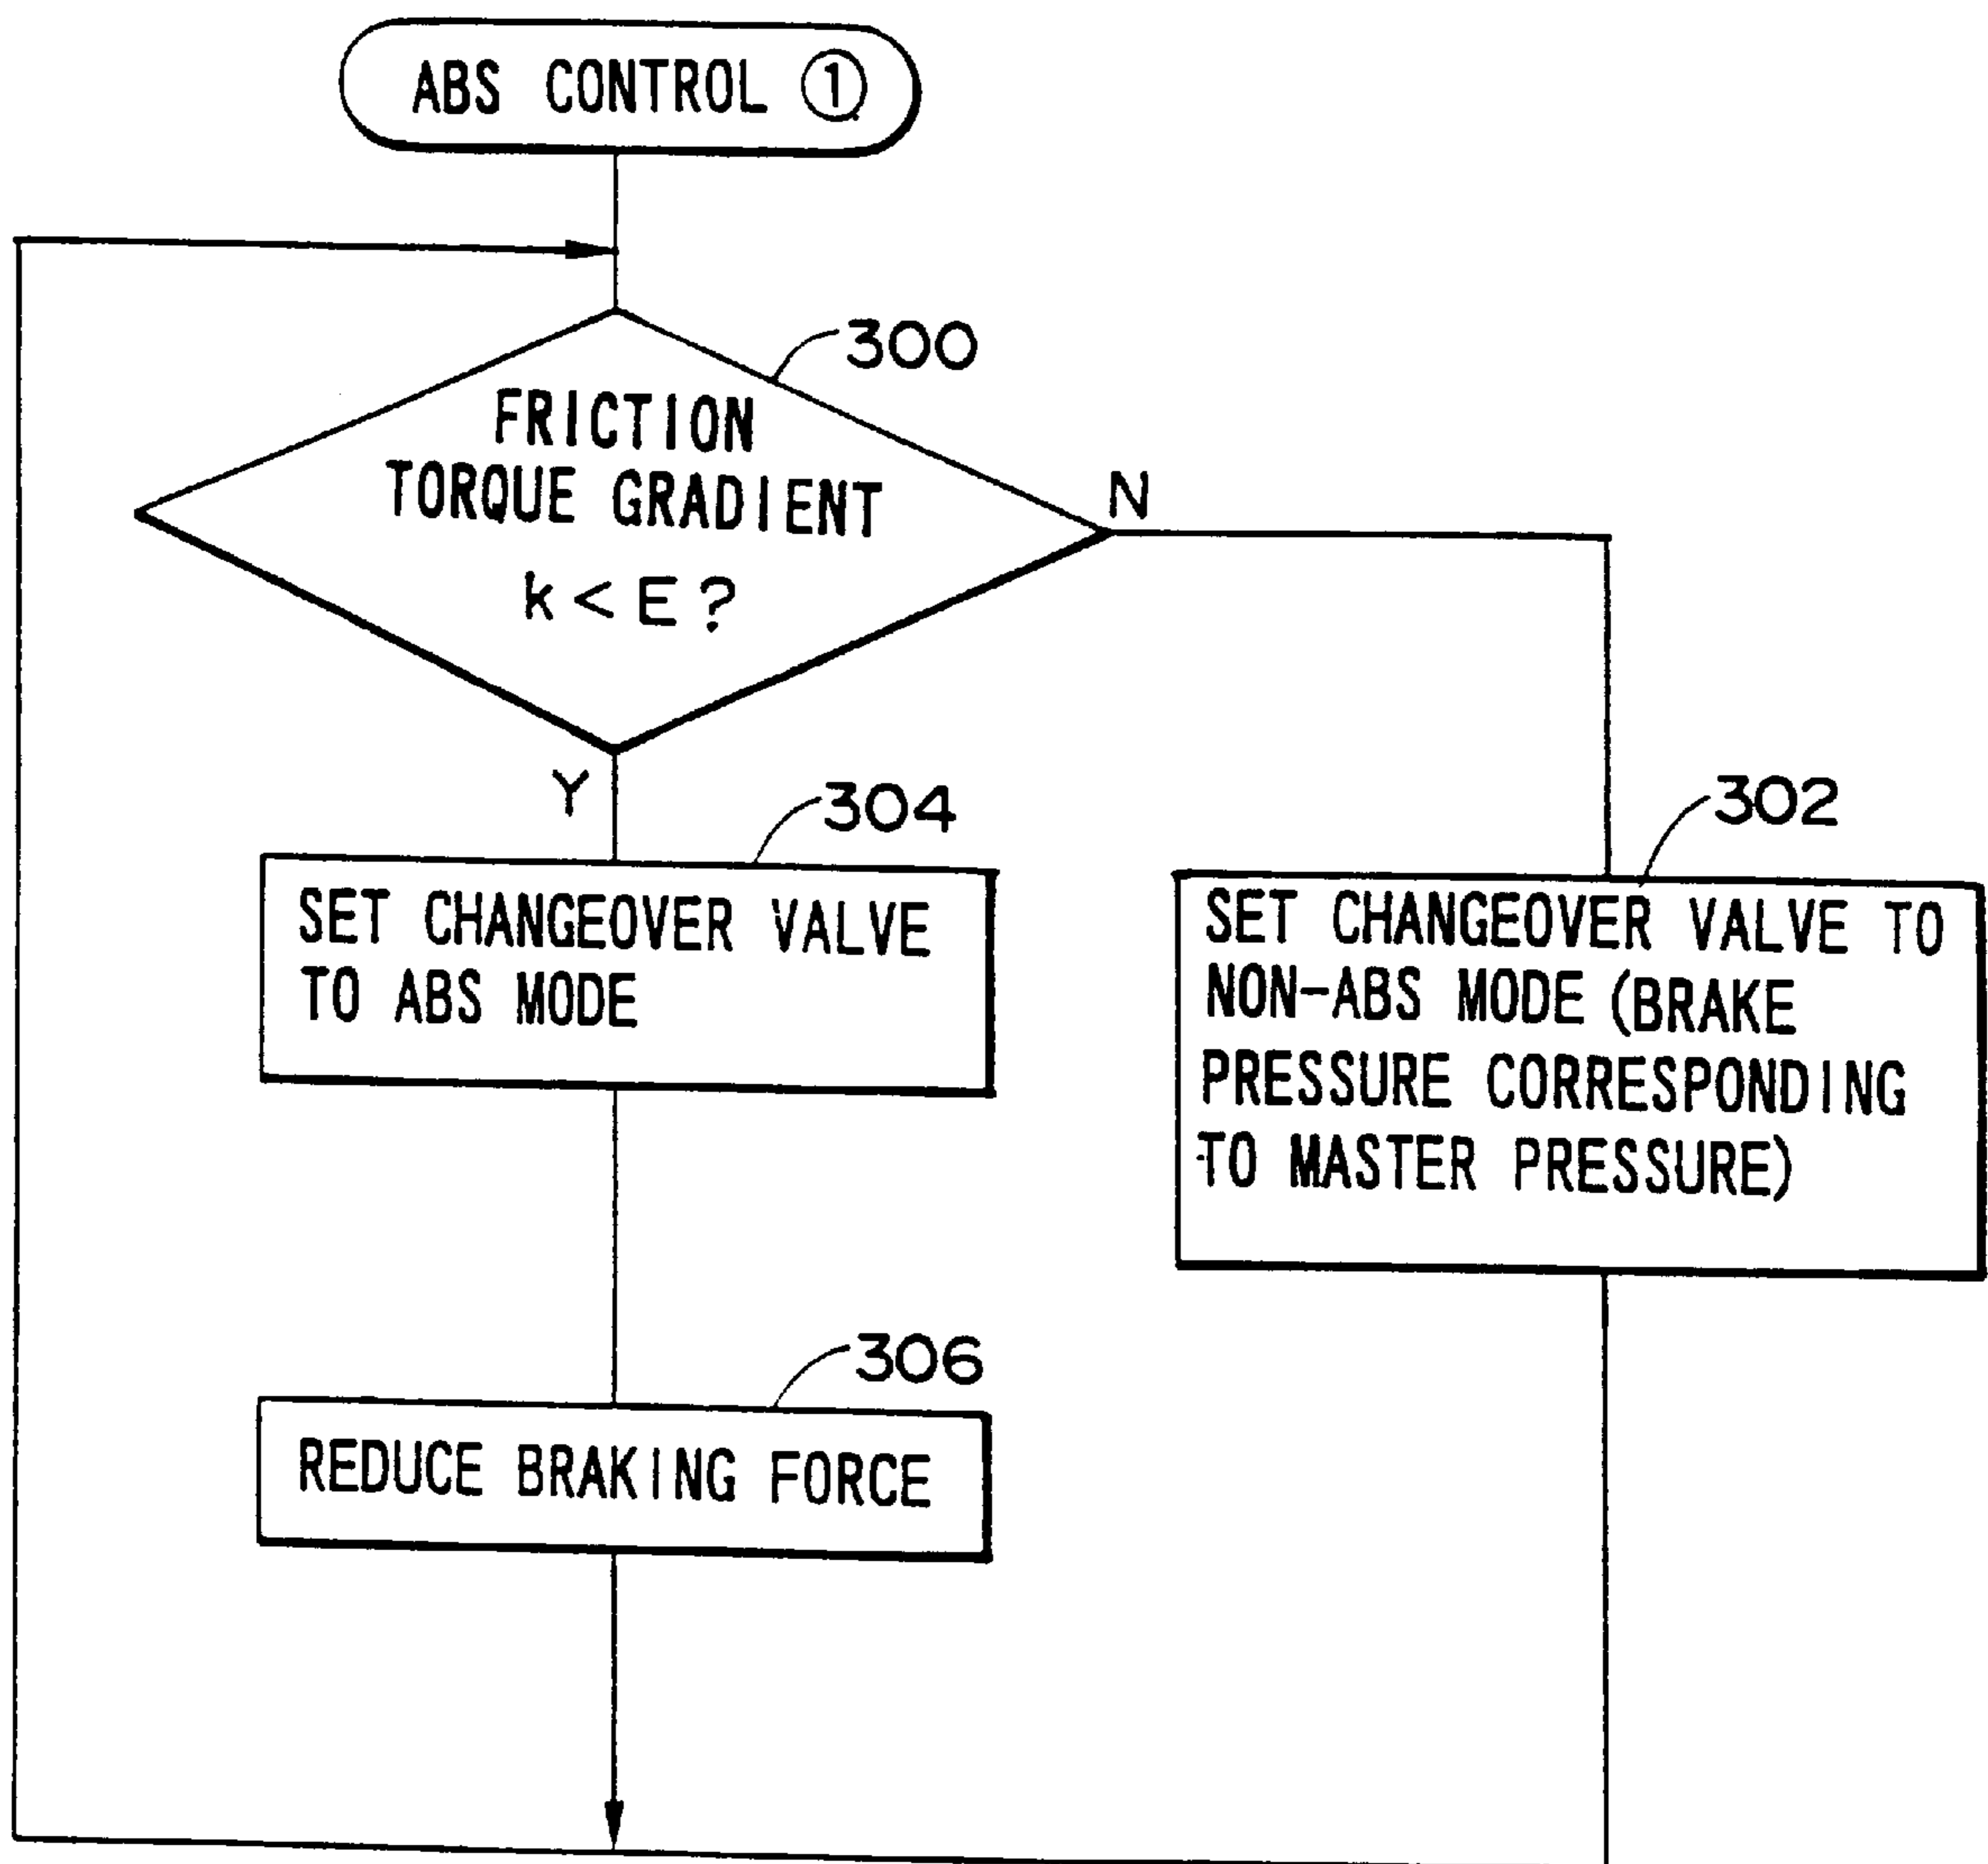 ABS CONTROL ①
300
FRICTION
TORQUE GRADIENT
k < E ?
N
Y
304
SET CHANGEOVER VALVE
TO ABS MODE
302
SET CHANGEOVER VALVE TO
NON-ABS MODE (BRAKE
PRESSURE CORRESPONDING
TO MASTER PRESSURE)
306
REDUCE BRAKING FORCE